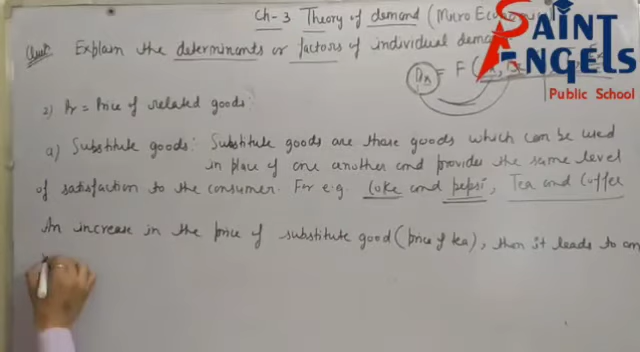 Ch-3 Theory of demand (Micro Economics)
Ques: Explain the determinants or factors of individual demand
Dx = F (
SAINT ANGELS
Public School
2) Pr = Price of related goods:
a) Substitute goods: Substitute goods are those goods which can be used
in place of one another and provides the same level
of satisfaction to the consumer. For e.g. Coke and pepsi, Tea and Coffee
An increase in the price of substitute good (price of tea), then it leads to an